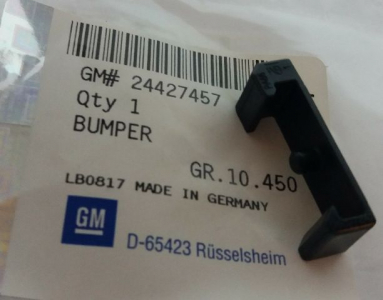 GM# 24427457
Qty 1
BUMPER
GR.10.450
LB0817 MADE IN GERMANY
GM
D-65423 Rüsselsheim